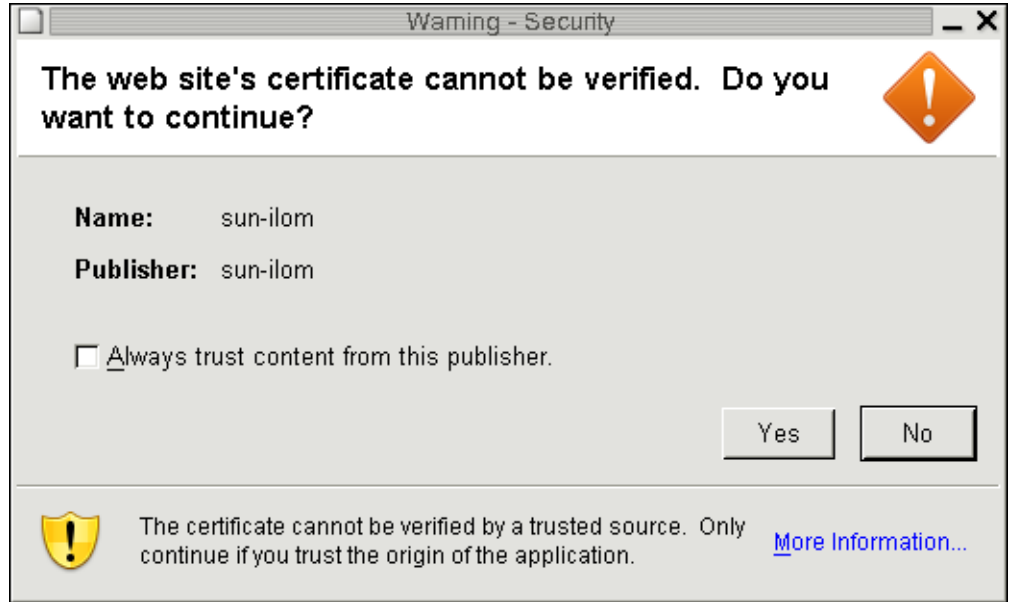 Warning - Security
The web site's certificate cannot be verified. Do you
want to continue?
Name: sun-ilom
Publisher: sun-ilom
Always trust content from this publisher.
Yes No
The certificate cannot be verified by a trusted source. Only
continue if you trust the origin of the application.
More Information...